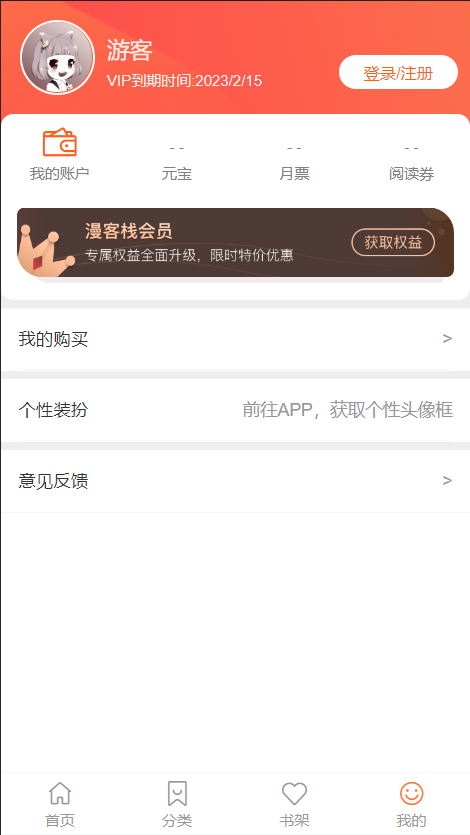 游客
VIP到期时间:2023/2/15
登录/注册
--
--
--
我的账户
元宝
月票
阅读券
漫客栈会员
专属权益全面升级，限时特价优惠
获取权益
我的购买
>
个性装扮
前往APP，获取个性头像框
意见反馈
>
首页
分类
书架
我的